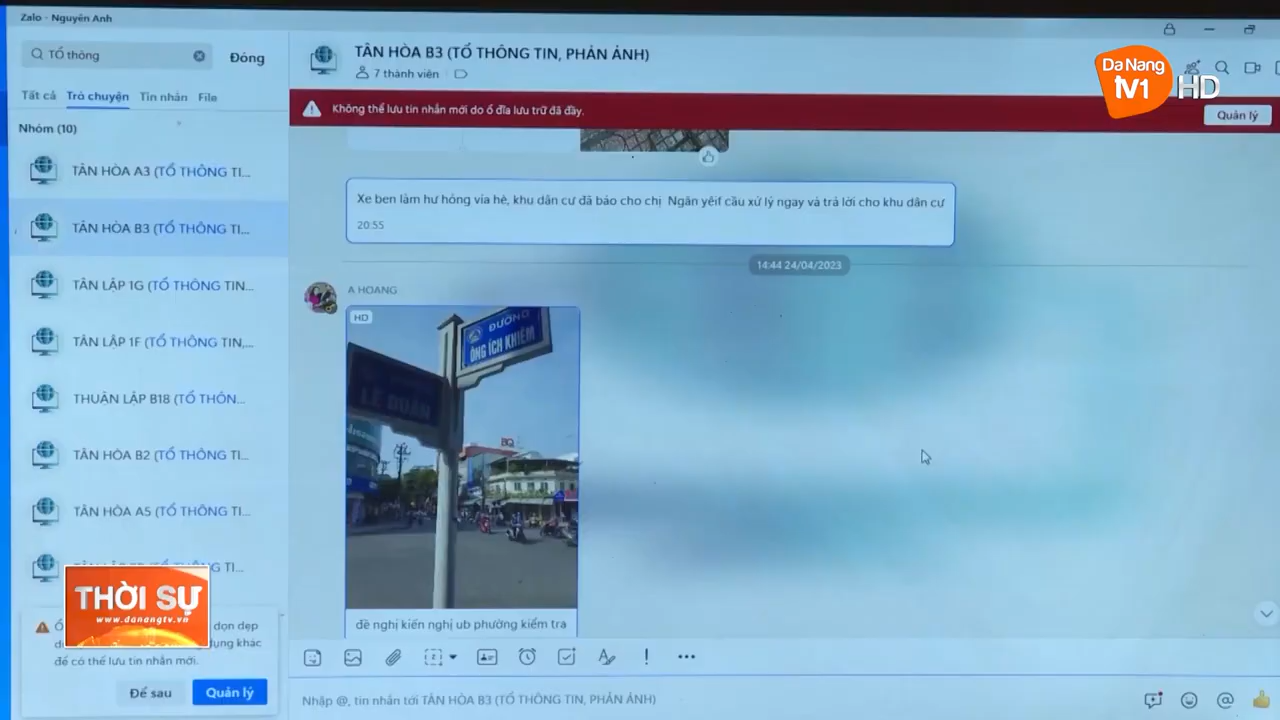 Zalo - Nguyên Anh
Tổ thông
Đóng
Tất cả Trò chuyện Tin nhắn File
Nhóm (10)
TÂN HÒA A3 (TỔ THÔNG TI...
TÂN HÒA B3 (TỔ THÔNG TI...
TÂN LẬP 1G (TỔ THÔNG TIN...
TÂN LẬP 1F (TỔ THÔNG TIN,...
THUẬN LẬP B18 (TỔ THÔN...
TÂN HÒA B2 (TỔ THÔNG TI...
TÂN HÒA A5 (TỔ THÔNG TI...
THỜI SỰ
www.danangtv.vn
dọn dẹp
dụng khác
để có thể lưu tin nhắn mới.
Để sau
Quản lý
TÂN HÒA B3 (TỔ THÔNG TIN, PHẢN ÁNH)
7 thành viên
Da Nang
TV1 HD
Không thể lưu tin nhắn mới do ổ đĩa lưu trữ đã đầy.
Quản lý
Xe ben làm hư hỏng vỉa hè, khu dân cư đã báo cho chị Ngân yêif cầu xử lý ngay và trả lời cho khu dân cư
20:55
14:44 24/04/2023
A HOANG
HD
ĐƯỜNG
ÔNG ÍCH KHIÊM
LÊ DUẨN
BQ
đề nghị kiến nghị ub phường kiểm tra
Nhập @, tin nhắn tới TÂN HÒA B3 (TỔ THÔNG TIN, PHẢN ÁNH)